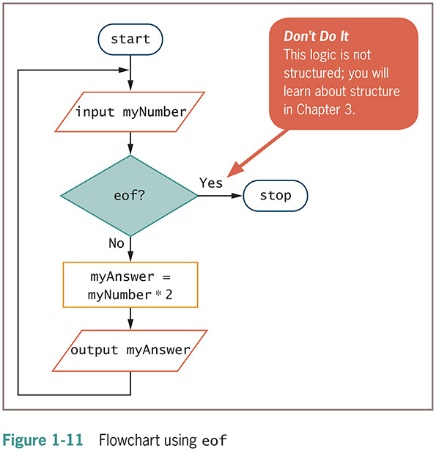 start
Don't Do It
This logic is not
structured; you will
learn about structure
in Chapter 3.
input myNumber
eof?
Yes
stop
No
myAnswer =
myNumber * 2
output myAnswer
Figure 1-11 Flowchart using eof